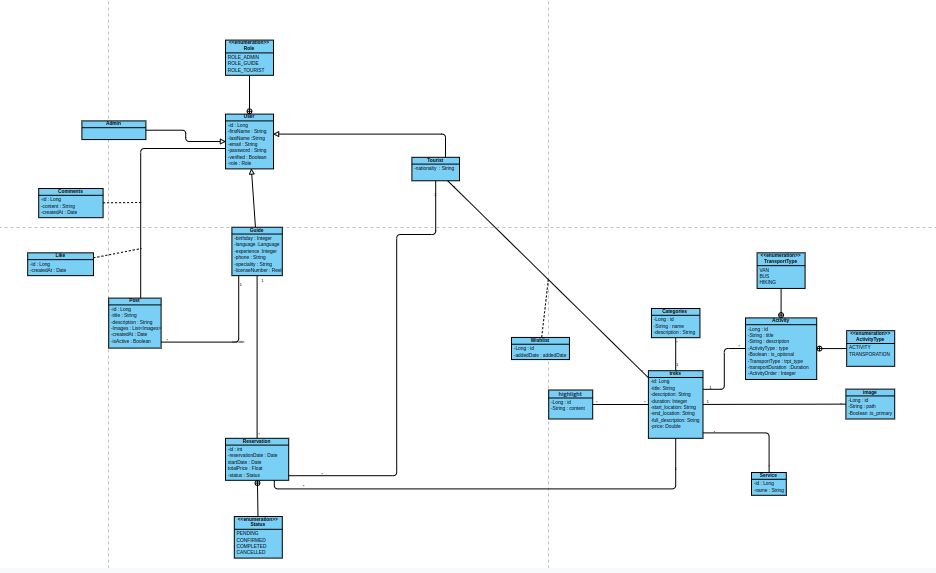 <<enumeration>>
Role
ROLE_ADMIN
ROLE_GUIDE
ROLE_TOURIST
Admin
User
-id : Long
-firstName : String
-lastName : String
-email : String
-password : String
-verified : Boolean
-role : Role
Tourist
-nationality : String
Comments
-id : Long
-content : String
-createdAt : Date
Guide
-birthday : Integer
-language : Language
-experience : Integer
-phone : String
-speciality : String
-licenseNumber : Reel
1
1
Like
-id : Long
-createdAt : Date
<<enumeration>>
TransportType
VAN
BUS
HIKING
Post
-id : Long
-title : String
-description : String
-Images : List<Images>
-createdAt : Date
-isActive : Boolean
Categories
-Long : id
-String : name
-description : String
Activity
-Long : id
-String : title
-String : description
-ActivityType : type
-Boolean : is_optional
-TransportType : trpt_type
-transportDuration : Duration
-ActivityOrder : Integer
<<enumeration>>
ActivityType
ACTIVITY
TRANSPORATION
Wishlist
-Long : id
-addedDate : addedDate
Treks
-id: Long
-title: String
-description: String
-duration: Integer
-start_location: String
-end_location: String
-full_description: String
-price: Double
1
1
highlight
-Long : id
-String : content
Image
-Long : id
-String : path
-Boolean :is_primary
Reservation
-id : int
-reservationDate : Date
startDate : Date
totalPrice : Float
-status : Status
Service
-id : Long
-name : String
<<enumeration>>
Status
PENDING
CONFIRMED
COMPLETED
CANCELLED